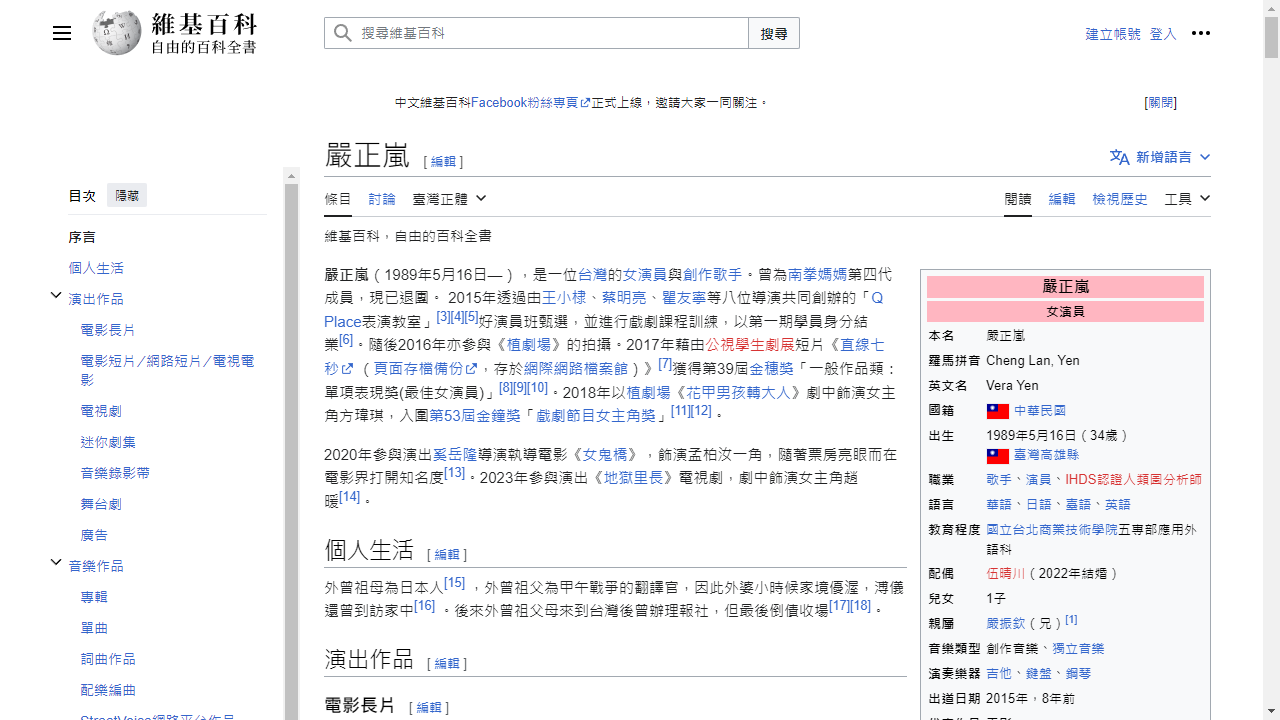 維基百科
自由的百科全書
搜尋維基百科
搜尋
建立帳號 登入
中文維基百科Facebook粉絲專頁正式上線，邀請大家一同關注。
[關閉]
嚴正嵐 [ 編輯 ]
新增語言
目次 隱藏
序言
個人生活
演出作品
電影長片
電影短片/網路短片/電視電
影
電視劇
迷你劇集
音樂錄影帶
舞台劇
廣告
音樂作品
專輯
單曲
詞曲作品
配樂編曲
StreetVoice網路平台作品
條目 討論 臺灣正體
閱讀 編輯 檢視歷史 工具
維基百科，自由的百科全書
嚴正嵐（1989年5月16日—），是一位台灣的女演員與創作歌手。曾為南拳媽媽第四代
成員，現已退團。 2015年透過由王小棣、蔡明亮、瞿友寧等八位導演共同創辦的「Q
Place表演教室」[3][4][5]好演員班甄選，並進行戲劇課程訓練，以第一期學員身分結
業[6]。隨後2016年亦參與《植劇場》的拍攝。2017年藉由公視學生劇展短片《直線七
秒（頁面存檔備份，存於網際網路檔案館）》[7]獲得第39屆金穗獎「一般作品類：
單項表現獎(最佳女演員)」[8][9][10]。2018年以植劇場《花甲男孩轉大人》劇中飾演女主
角方瑋琪，入圍第53屆金鐘獎「戲劇節目女主角獎」[11][12]。
2020年參與演出奚岳隆導演執導電影《女鬼橋》，飾演孟柏汝一角，隨著票房亮眼而在
電影界打開知名度[13]。2023年參與演出《地獄里長》電視劇，劇中飾演女主角趙
暖[14]。
個人生活 [ 編輯 ]
外曾祖母為日本人[15] ，外曾祖父為甲午戰爭的翻譯官，因此外婆小時候家境優渥，溥儀
還曾到訪家中[16] 。後來外曾祖父母來到台灣後曾辦理報社，但最後倒債收場[17][18]。
演出作品 [ 編輯 ]
電影長片 [ 編輯 ]
嚴正嵐
女演員
本名 嚴正嵐
羅馬拼音 Cheng Lan, Yen
英文名 Vera Yen
國籍 中華民國
出生 1989年5月16日（34歲）
臺灣高雄縣
職業 歌手、演員、IHDS認證人類圖分析師
語言 華語、日語、臺語、英語
教育程度 國立台北商業技術學院五專部應用外
語科
配偶 伍晴川（2022年結婚）
兒女 1子
親屬 嚴振欽（兄）[1]
音樂類型 創作音樂、獨立音樂
演奏樂器 吉他、鍵盤、鋼琴
出道日期 2015年，8年前